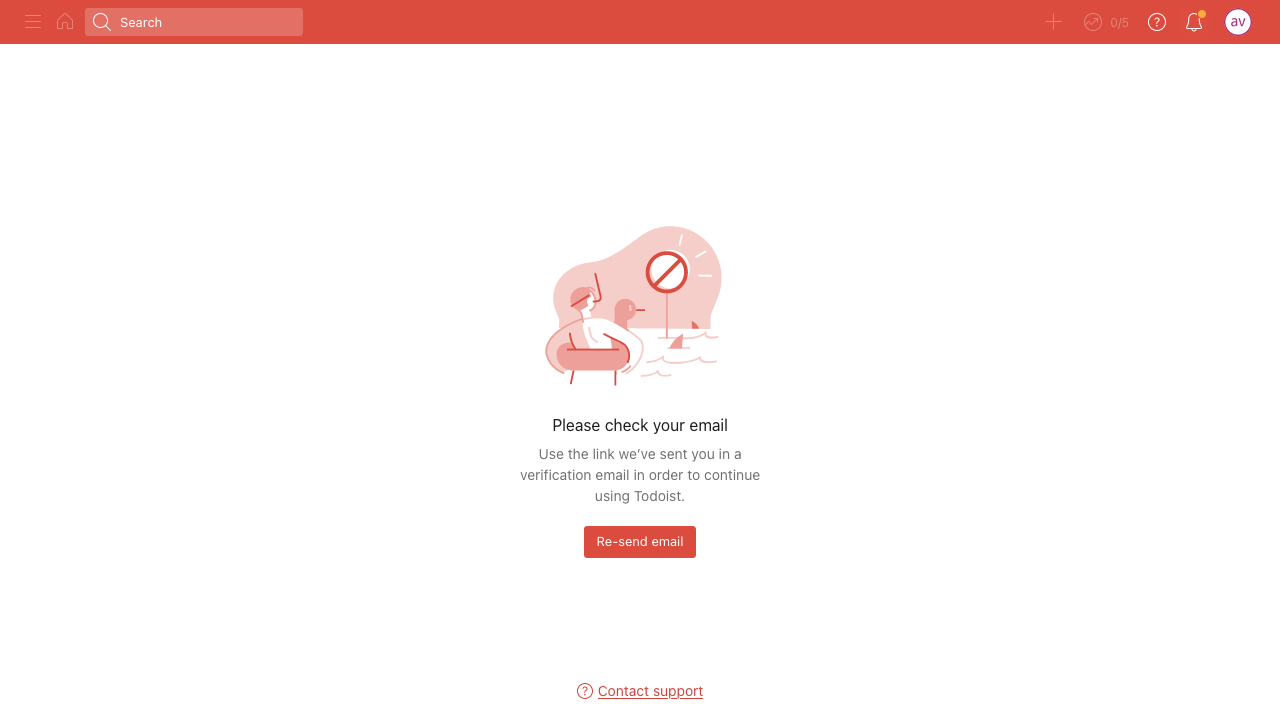 Search
0/5
av
Please check your email
Use the link we’ve sent you in a
verification email in order to continue
using Todoist.
Re-send email
Contact support